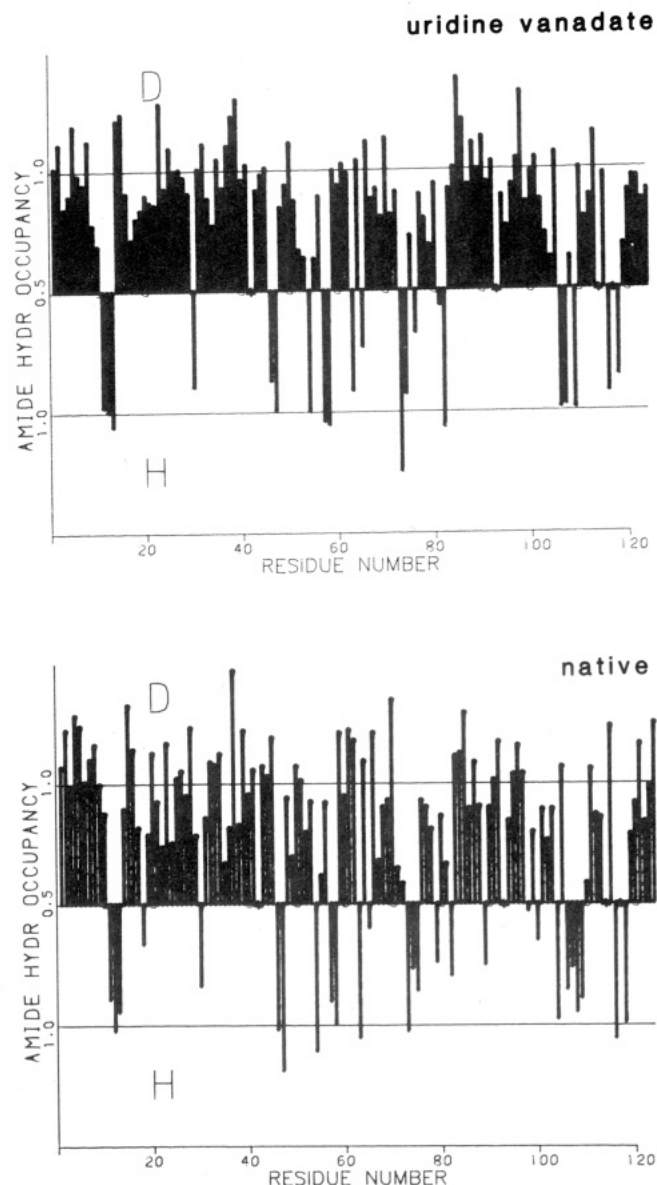 uridine vanadate
D
AMIDE HYDR OCCUPANCY
1.0
0.5
1.0
H
20 40 60 80 100 120
RESIDUE NUMBER
native
D
AMIDE HYDR OCCUPANCY
1.0
0.5
1.0
H
20 40 60 80 100 120
RESIDUE NUMBER